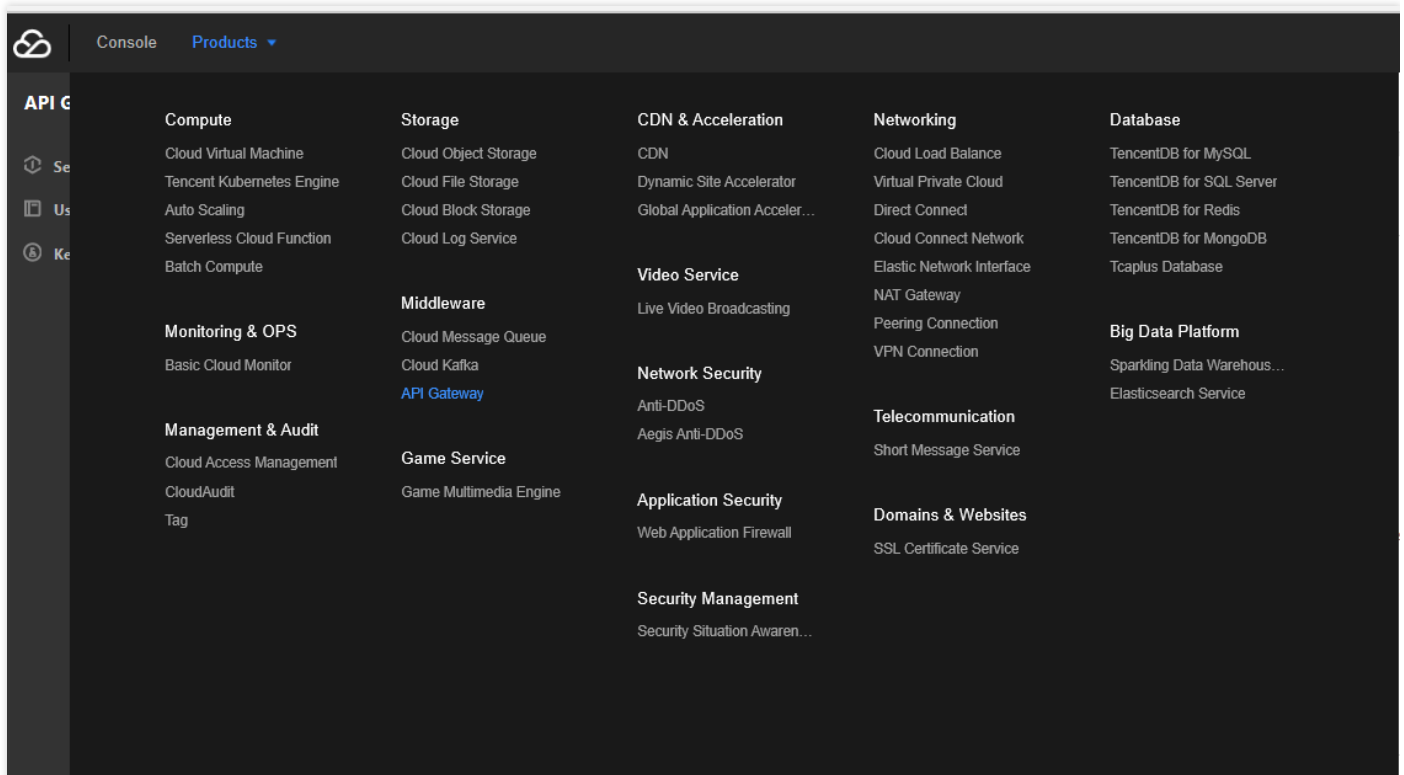 Console Products
API G
Se
Us
Ke
Compute
Cloud Virtual Machine
Tencent Kubernetes Engine
Auto Scaling
Serverless Cloud Function
Batch Compute
Monitoring & OPS
Basic Cloud Monitor
Management & Audit
Cloud Access Management
CloudAudit
Tag
Storage
Cloud Object Storage
Cloud File Storage
Cloud Block Storage
Cloud Log Service
Middleware
Cloud Message Queue
Cloud Kafka
API Gateway
Game Service
Game Multimedia Engine
CDN & Acceleration
CDN
Dynamic Site Accelerator
Global Application Acceler...
Video Service
Live Video Broadcasting
Network Security
Anti-DDoS
Aegis Anti-DDoS
Application Security
Web Application Firewall
Security Management
Security Situation Awaren...
Networking
Cloud Load Balance
Virtual Private Cloud
Direct Connect
Cloud Connect Network
Elastic Network Interface
NAT Gateway
Peering Connection
VPN Connection
Telecommunication
Short Message Service
Domains & Websites
SSL Certificate Service
Database
TencentDB for MySQL
TencentDB for SQL Server
TencentDB for Redis
TencentDB for MongoDB
Tcaplus Database
Big Data Platform
Sparkling Data Warehous...
Elasticsearch Service